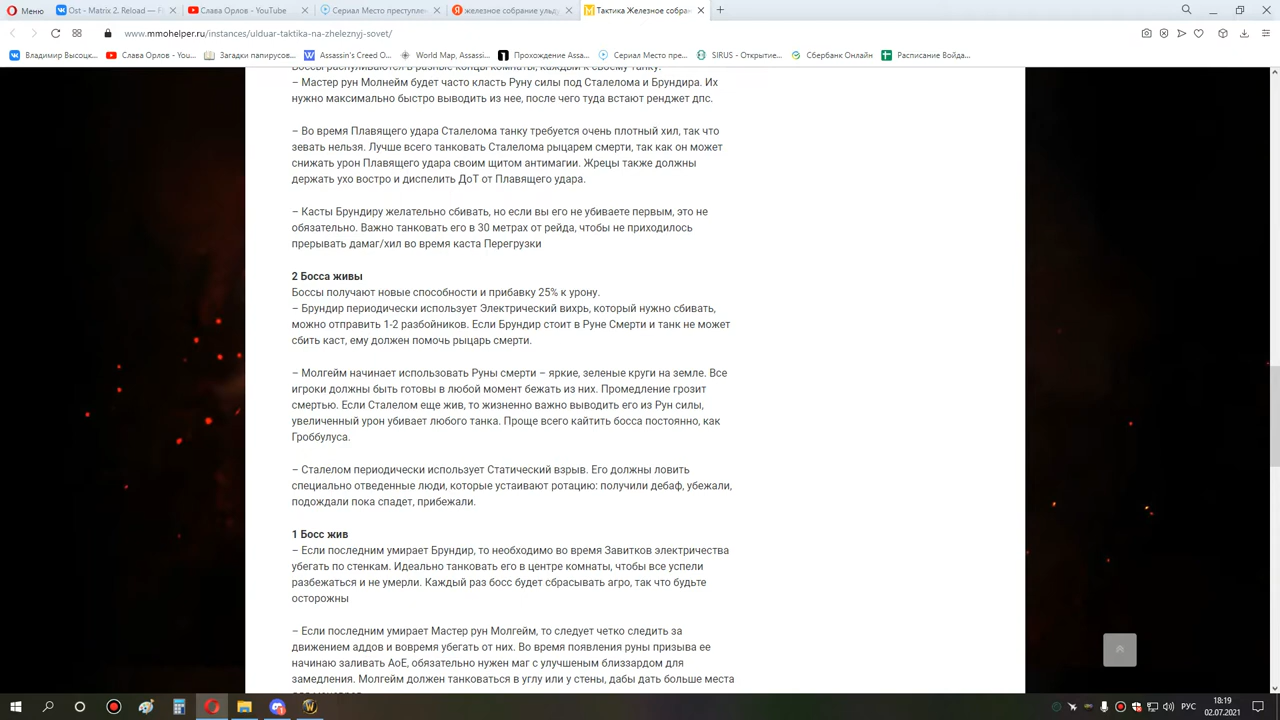 Меню
Ost - Matrix 2. Reload — F
Слава Орлов - YouTube
Сериал Место преступлен
железное собрание ульду
Тактика Железное собра
www.mmohelper.ru/instances/ulduar-taktika-na-zheleznyj-sovet/
Владимир Высоцк...
Слава Орлов - YouTu...
Загадки папирусов...
Assassin's Creed O...
World Map, Assassi...
Прохождение Assa...
Сериал Место пре...
SIRUS - Открытие...
Сбербанк Онлайн
Расписание Война...
– Мастер рун Молнейм будет часто класть Руну силы под Сталелома и Брундира. Их
нужно максимально быстро выводить из нее, после чего туда встают ренджет дпс.
– Во время Плавящего удара Сталелома танку требуется очень плотный хил, так что
зевать нельзя. Лучше всего танковать Сталелома рыцарем смерти, так как он может
снижать урон Плавящего удара своим щитом антимагии. Жрецы также должны
держать ухо востро и диспелить ДоТ от Плавящего удара.
– Касты Брундиру желательно сбивать, но если вы его не убиваете первым, это не
обязательно. Важно танковать его в 30 метрах от рейда, чтобы не приходилось
прерывать дамаг/хил во время каста Перегрузки
2 Босса живы
Боссы получают новые способности и прибавку 25% к урону.
– Брундир периодически использует Электрический вихрь, который нужно сбивать,
можно отправить 1-2 разбойников. Если Брундир стоит в Руне Смерти и танк не может
сбить каст, ему должен помочь рыцарь смерти.
– Молгейм начинает использовать Руны смерти – яркие, зеленые круги на земле. Все
игроки должны быть готовы в любой момент бежать из них. Промедление грозит
смертью. Если Сталелом еще жив, то жизненно важно выводить его из Рун силы,
увеличенный урон убивает любого танка. Проще всего кайтить босса постоянно, как
Гроббулуса.
– Сталелом периодически использует Статический взрыв. Его должны ловить
специально отведенные люди, которые устаивают ротацию: получили дебаф, убежали,
подождали пока спадет, прибежали.
1 Босс жив
– Если последним умирает Брундир, то необходимо во время Завитков электричества
убегать по стенкам. Идеально танковать его в центре комнаты, чтобы все успели
разбежаться и не умерли. Каждый раз босс будет сбрасывать агро, так что будьте
осторожны
– Если последним умирает Мастер рун Молгейм, то следует четко следить за
движением аддов и вовремя убегать от них. Во время появления руны призыва ее
начинаю заливать АоЕ, обязательно нужен маг с улучшеным близзардом для
замедления. Молгейм должен танковаться в углу или у стены, дабы дать больше места
РУС
18:19
02.07.2021